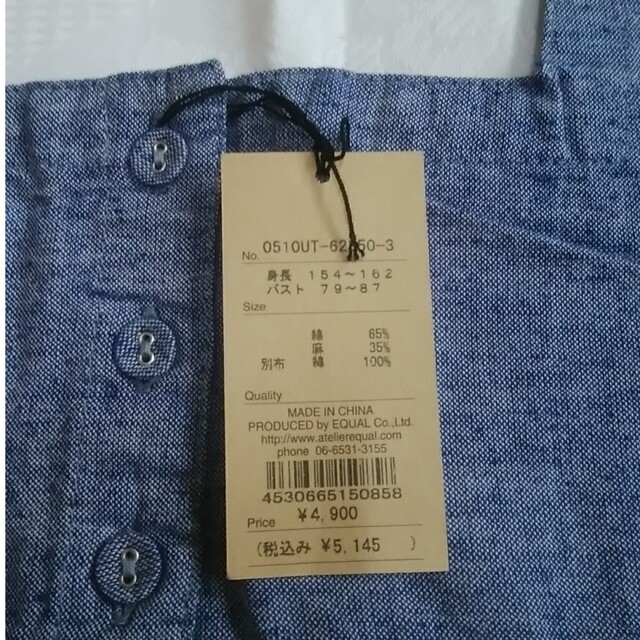 No. 0510UT-62 50-3
身長 154～162
バスト 79～87
Size
綿 65%
麻 35%
別布 綿 100%
Quality
MADE IN CHINA
PRODUCED by EQUAL Co.,Ltd.
http://www.atelierequal.com
phone 06-6531-3155
4530665150858
Price ¥4,900
(税込み ¥5,145 )